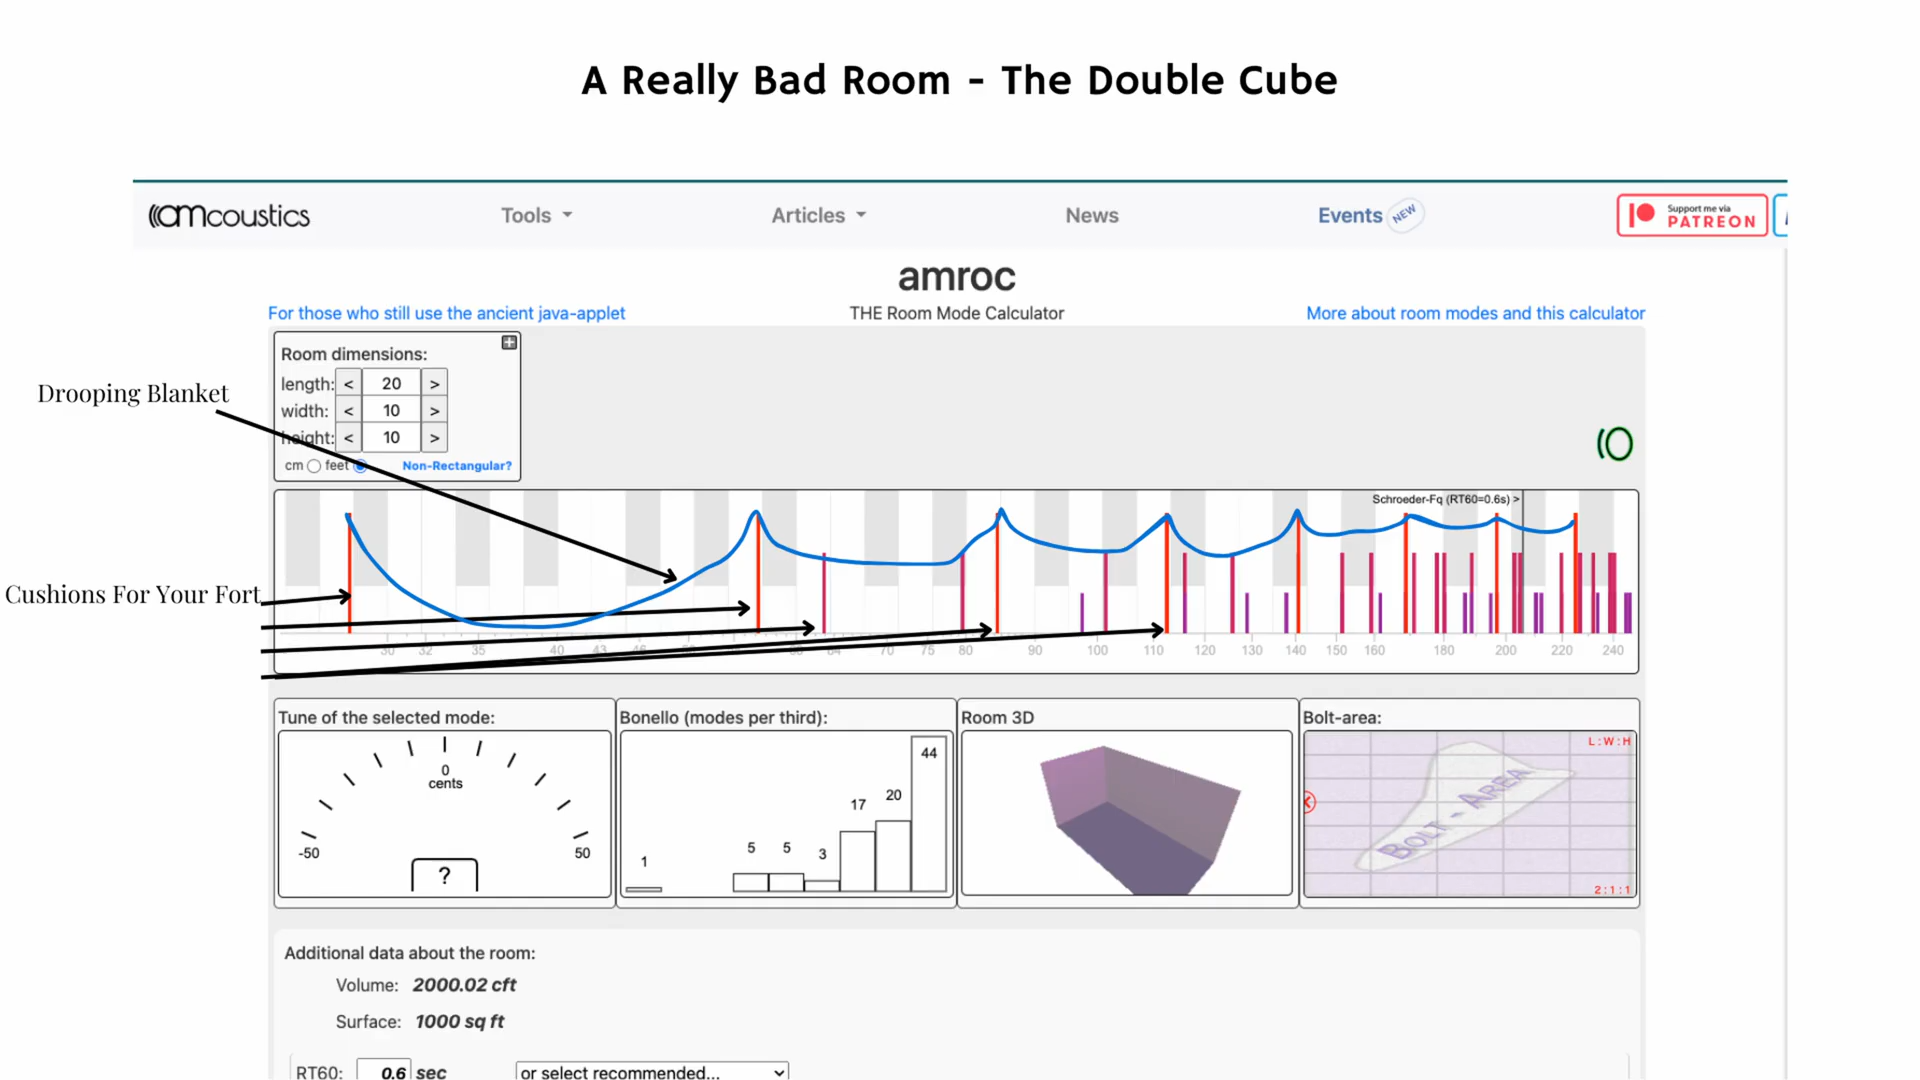 A Really Bad Room - The Double Cube
amcoustics
Tools
Articles
News
Events NEW
Support me via
PATREON
amroc
For those who still use the ancient java-applet
THE Room Mode Calculator
More about room modes and this calculator
Room dimensions:
length: < 20 >
width: < 10 >
height: < 10 >
cm feet Non-Rectangular?
Drooping Blanket
Schroeder-Fq (RT60=0.6s) >
Cushions For Your Fort
30 32 35 40 43 46 64 70 75 80 90 100 110 120 130 140 150 160 180 200 220 240
Tune of the selected mode:
0
cents
-50
50
?
Bonello (modes per third):
1 5 5 3 17 20 44
Room 3D
Bolt-area:
L:W:H
BOLT-AREA
2:1:1
Additional data about the room:
Volume: 2000.02 cft
Surface: 1000 sq ft
RT60: 0.6 sec
or select recommended...